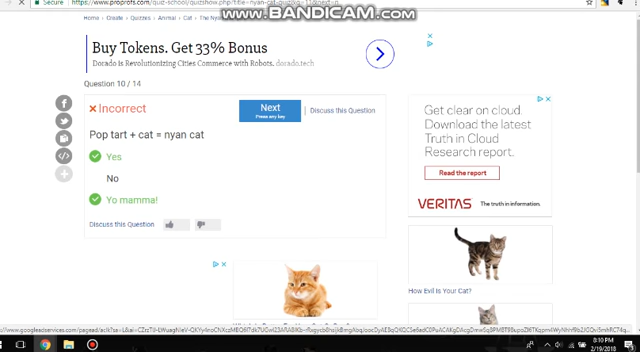 Secure
https://www.proprofs.com/quiz-school/quizshow.php?title=nyan-cat-quiz&q=11&next=n
www.BANDICAM.com
Home › Create › Quizzes › Animal › Cat › The Nyan
Buy Tokens. Get 33% Bonus
Dorado is Revolutionizing Cities Commerce with Robots. dorado.tech
Question 10 / 14
Incorrect
Next
Press any key
Discuss this Question
Pop tart + cat = nyan cat
Yes
No
Yo mamma!
Discuss this Question
Get clear on cloud.
Download the latest
Truth in Cloud
Research report.
Read the report
VERITAS The truth in information.
How Evil Is Your Cat?
8:10 PM
2/19/2018